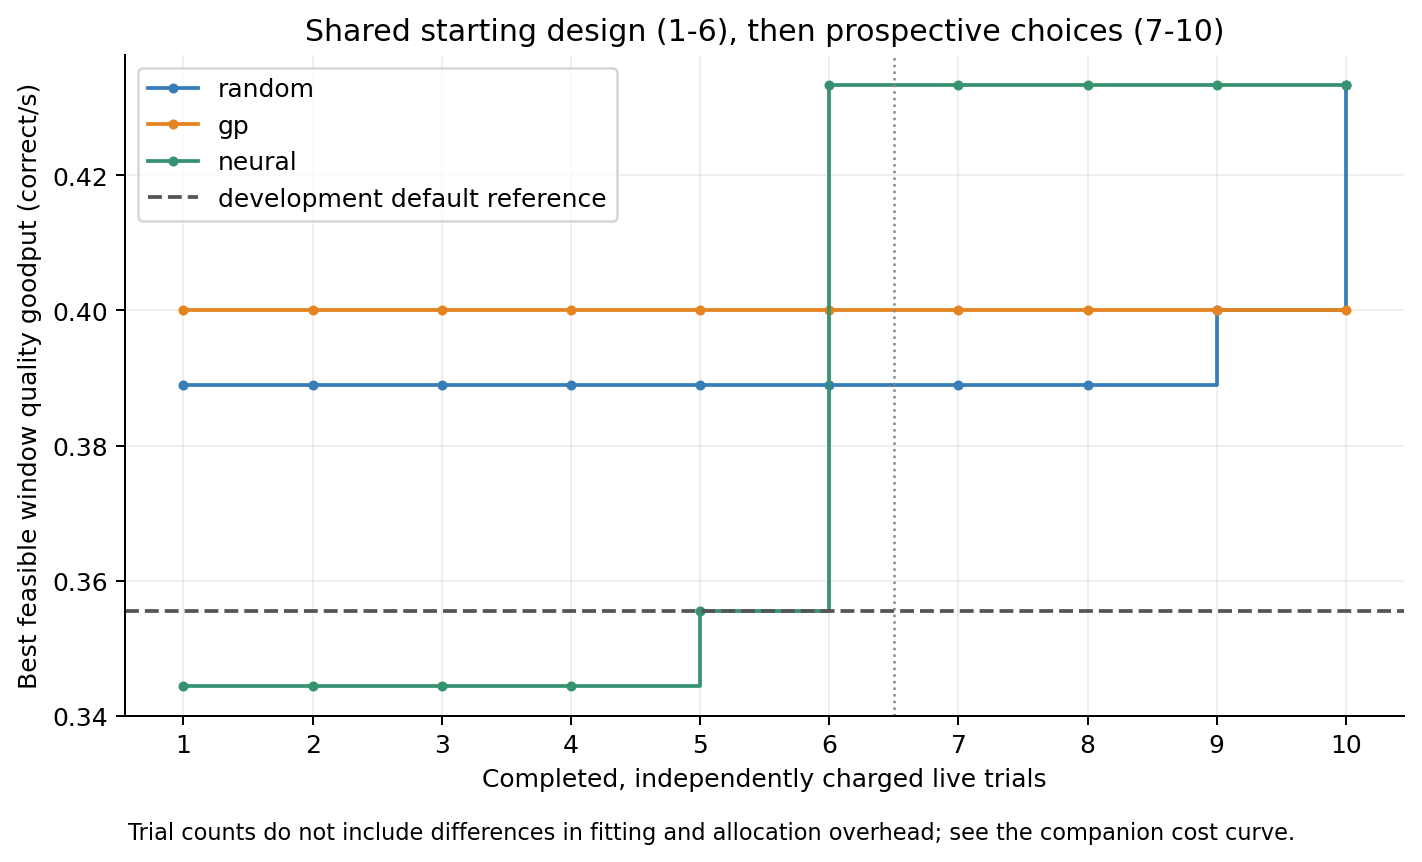 Shared starting design (1-6), then prospective choices (7-10)
random
gp
neural
development default reference
Best feasible window quality goodput (correct/s)
0.42
0.40
0.38
0.36
0.34
1 2 3 4 5 6 7 8 9 10
Completed, independently charged live trials
Trial counts do not include differences in fitting and allocation overhead; see the companion cost curve.